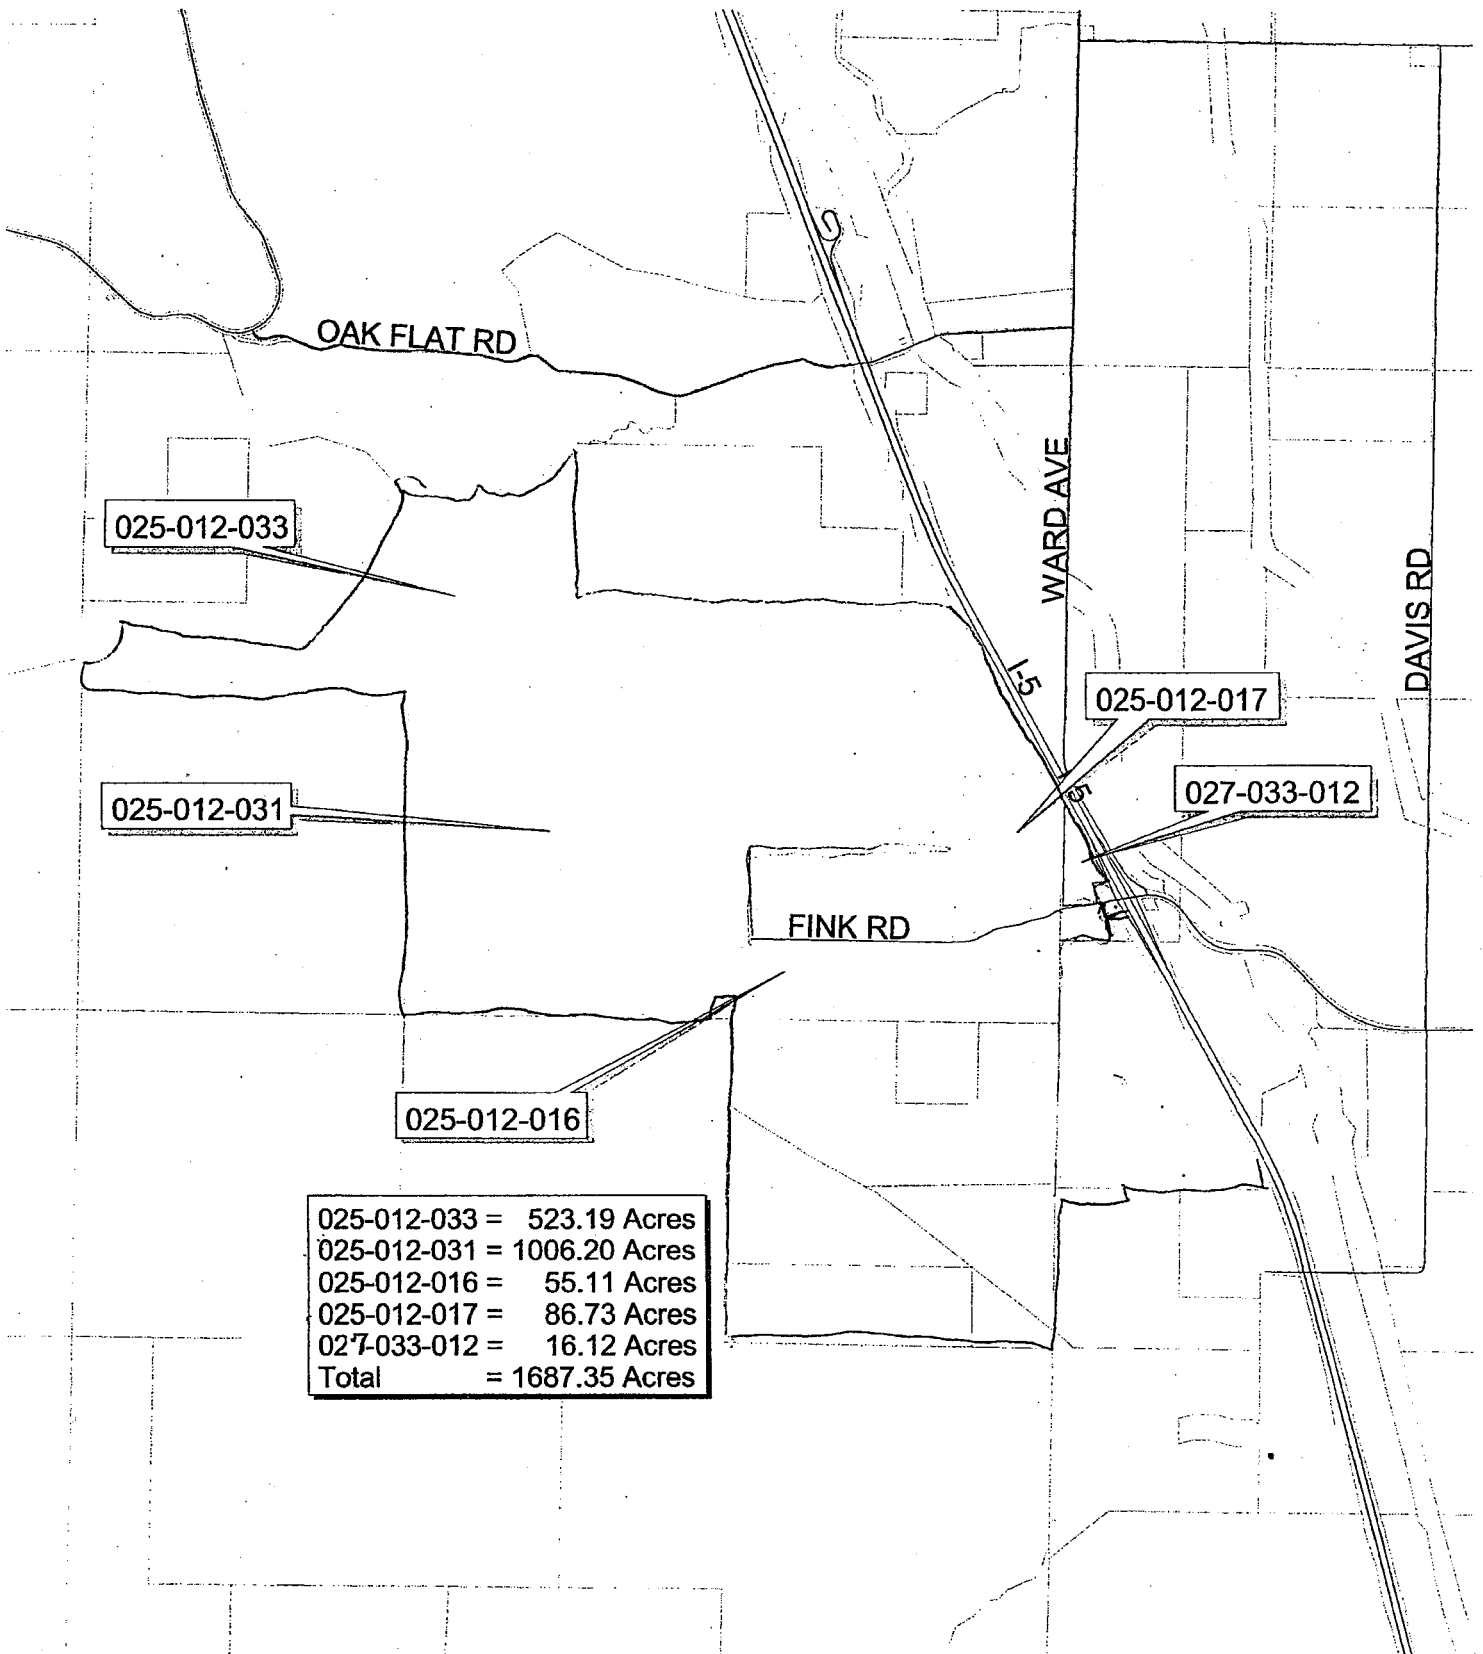 OAK FLAT RD
WARD AVE
DAVIS RD
025-012-033
I-5
025-012-017
5
027-033-012
025-012-031
FINK RD
025-012-016
025-012-033 = 523.19 Acres
025-012-031 = 1006.20 Acres
025-012-016 = 55.11 Acres
025-012-017 = 86.73 Acres
027-033-012 = 16.12 Acres
Total = 1687.35 Acres